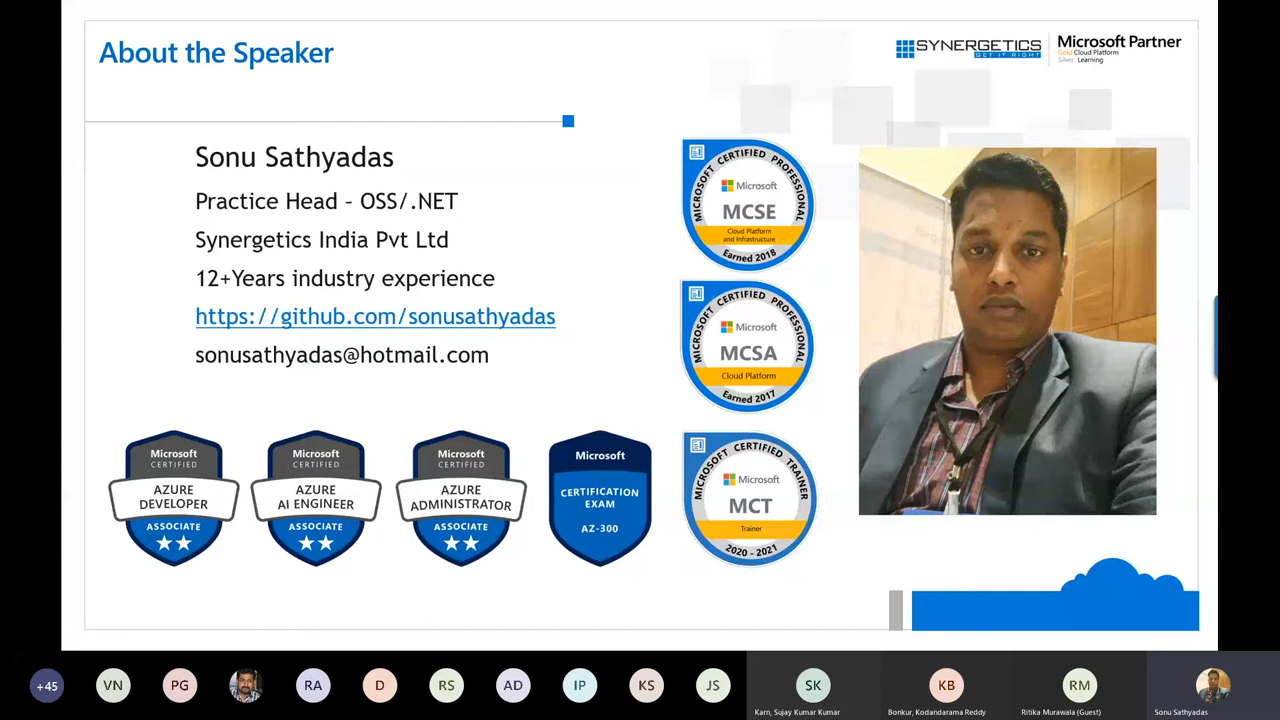 About the Speaker
SYNERGETICS
GET IT RIGHT
Microsoft Partner
Gold Cloud Platform
Silver Learning
Sonu Sathyadas
Practice Head – OSS/.NET
Synergetics India Pvt Ltd
12+Years industry experience
https://github.com/sonusathyadas
sonusathyadas@hotmail.com
MICROSOFT CERTIFIED PROFESSIONAL
Microsoft
MCSE
Cloud Platform
and Infrastructure
Earned 2018
MICROSOFT CERTIFIED PROFESSIONAL
Microsoft
MCSA
Cloud Platform
Earned 2017
MICROSOFT CERTIFIED TRAINER
Microsoft
MCT
Trainer
2020 - 2021
Microsoft
CERTIFIED
AZURE
DEVELOPER
ASSOCIATE
Microsoft
CERTIFIED
AZURE
AI ENGINEER
ASSOCIATE
Microsoft
CERTIFIED
AZURE
ADMINISTRATOR
ASSOCIATE
Microsoft
CERTIFICATION
EXAM
AZ-300
+45
VN
PG
RA
D
RS
AD
IP
KS
JS
SK
Karn, Sujay Kumar Kumar
KB
Bonkur, Kodandarama Reddy
RM
Ritika Murawala (Guest)
Sonu Sathyadas